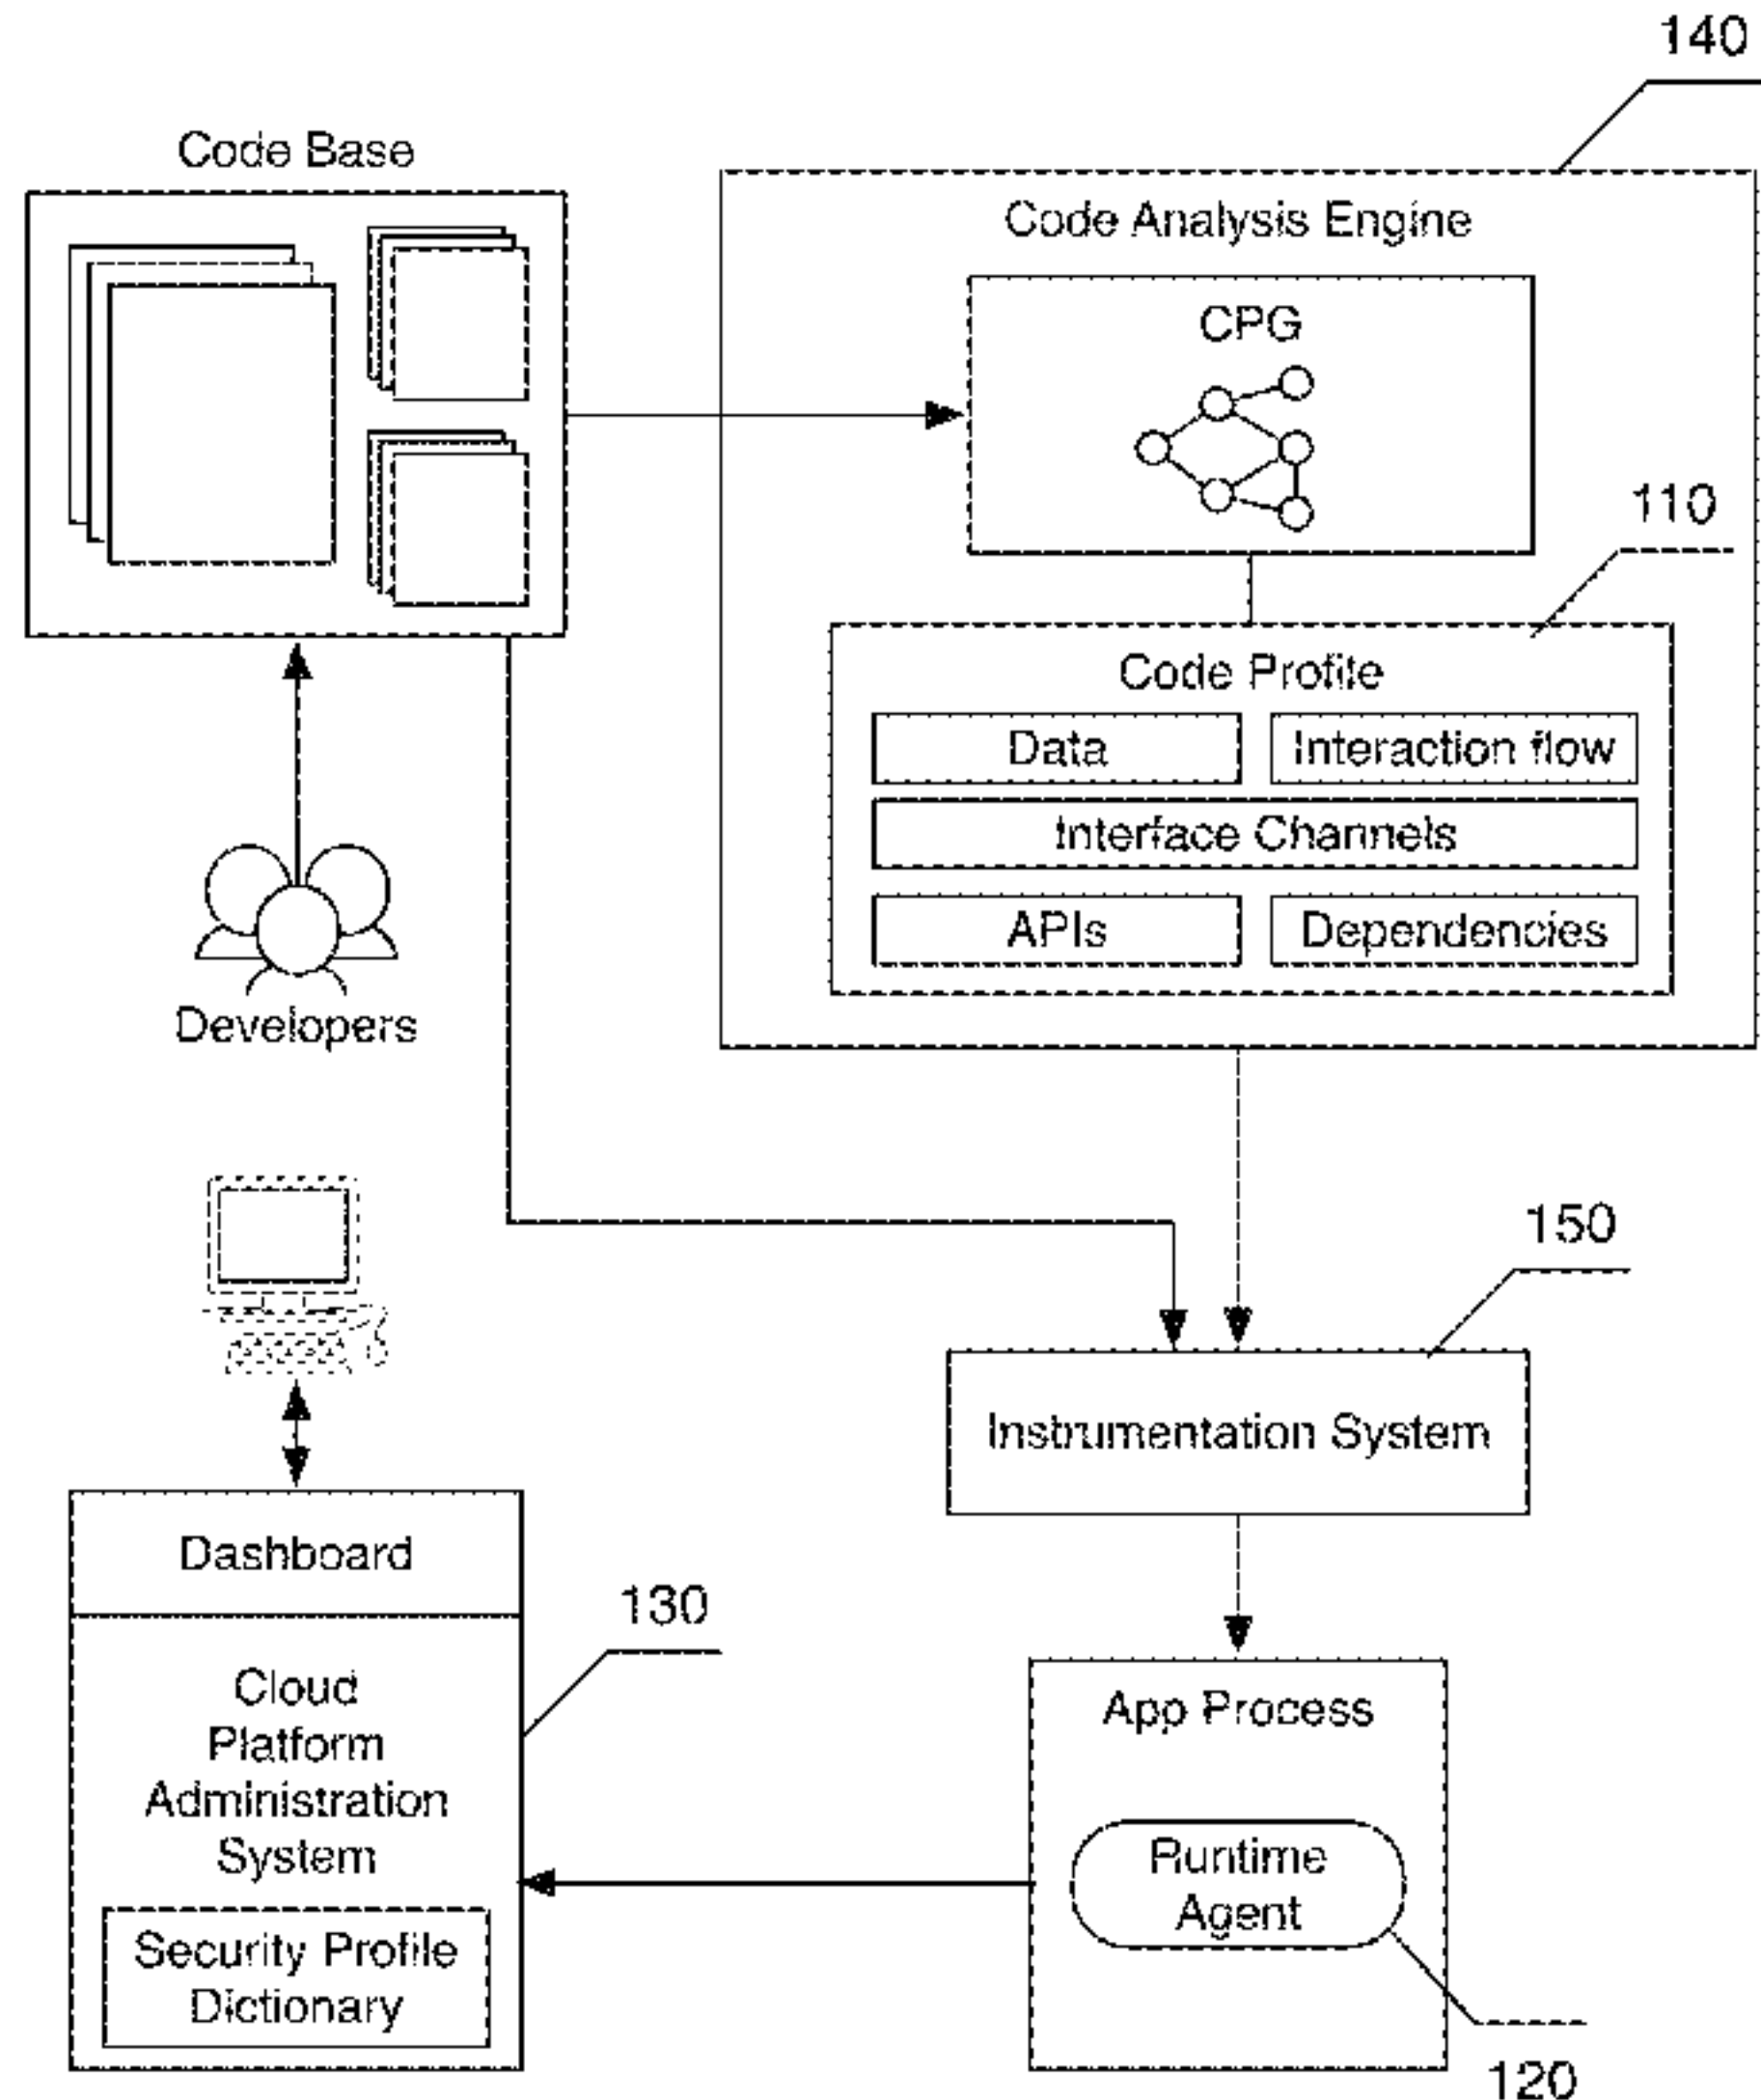 140
Code Base
Code Analysis Engine
CPG
110
Code Profile
Data
Interaction flow
Interface Channels
APIs
Dependencies
Developers
150
Instrumentation System
Dashboard
130
Cloud
Platform
Administration
System
App Process
Runtime
Agent
Security Profile
Dictionary
120